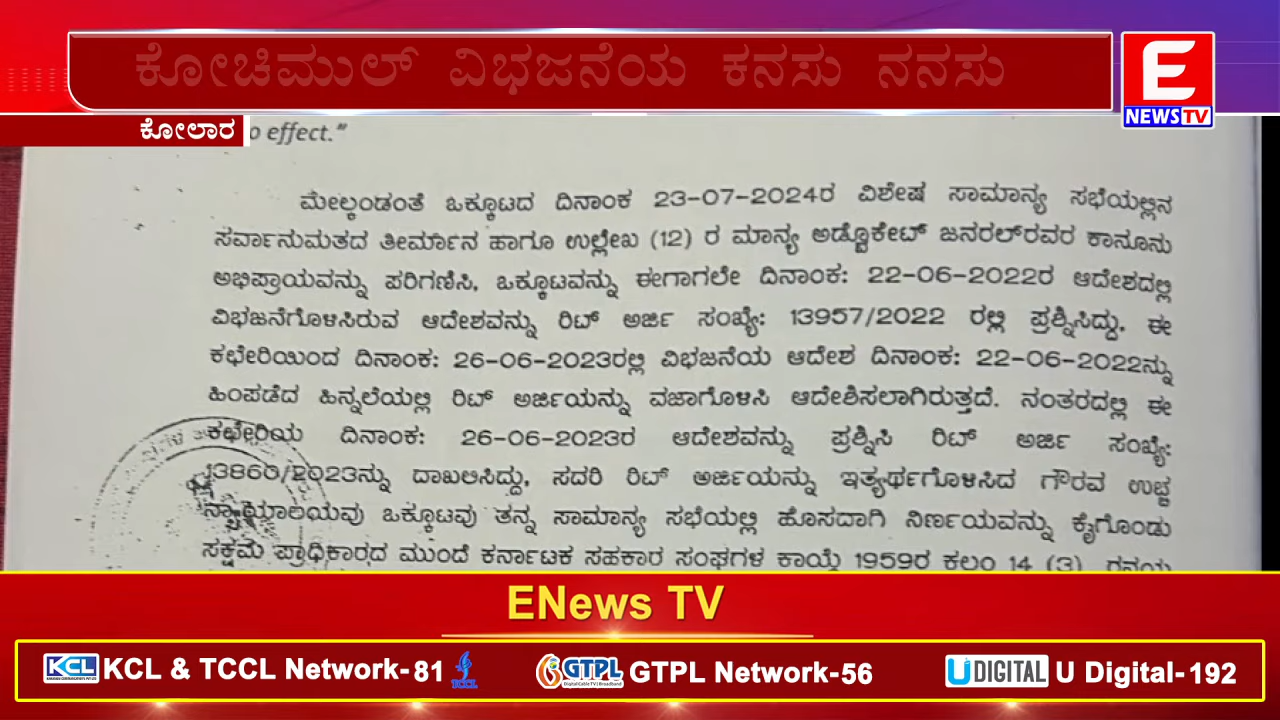 ಕೋಚಿಮುಲ್ ವಿಭಜನೆಯ ಕನಸು ನನಸು
E
NEWSTV
ಕೋಲಾರ
o effect.”
ಮೇಲ್ಕಂಡಂತೆ ಒಕ್ಕೂಟದ ದಿನಾಂಕ 23-07-2024ರ ವಿಶೇಷ ಸಾಮಾನ್ಯ ಸಭೆಯಲ್ಲಿನ
ಸರ್ವಾನುಮತದ ತೀರ್ಮಾನ ಹಾಗೂ ಉಲ್ಲೇಖ (12) ರ ಮಾನ್ಯ ಅಡ್ವೊಕೇಟ್ ಜನರಲ್‌ರವರ ಕಾನೂನು
ಅಭಿಪ್ರಾಯವನ್ನು ಪರಿಗಣಿಸಿ, ಒಕ್ಕೂಟವನ್ನು ಈಗಾಗಲೇ ದಿನಾಂಕ: 22-06-2022ರ ಆದೇಶದಲ್ಲಿ
ವಿಭಜನೆಗೊಳಿಸಿರುವ ಆದೇಶವನ್ನು ರಿಟ್ ಅರ್ಜಿ ಸಂಖ್ಯೆ: 13957/2022 ರಲ್ಲಿ ಪ್ರಶ್ನಿಸಿದ್ದು, ಈ
ಕಛೇರಿಯಿಂದ ದಿನಾಂಕ: 26-06-2023ರಲ್ಲಿ ವಿಭಜನೆಯ ಆದೇಶ ದಿನಾಂಕ: 22-06-2022ನ್ನು
ಹಿಂಪಡೆದ ಹಿನ್ನಲೆಯಲ್ಲಿ ರಿಟ್ ಅರ್ಜಿಯನ್ನು ವಜಾಗೊಳಿಸಿ ಆದೇಶಿಸಲಾಗಿರುತ್ತದೆ. ನಂತರದಲ್ಲಿ ಈ
ಕಛೇರಿಯ ದಿನಾಂಕ: 26-06-2023ರ ಆದೇಶವನ್ನು ಪ್ರಶ್ನಿಸಿ ರಿಟ್ ಅರ್ಜಿ ಸಂಖ್ಯೆ:
13860/2023ನ್ನು ದಾಖಲಿಸಿದ್ದು, ಸದರಿ ರಿಟ್ ಅರ್ಜಿಯನ್ನು ಇತ್ಯರ್ಥಗೊಳಿಸಿದ ಗೌರವ ಉಚ್ಚ
ನ್ಯಾಯಾಲಯವು ಒಕ್ಕೂಟವು ತನ್ನ ಸಾಮಾನ್ಯ ಸಭೆಯಲ್ಲಿ ಹೊಸದಾಗಿ ನಿರ್ಣಯವನ್ನು ಕೈಗೊಂಡು
ಸಕ್ಷಮ ಪ್ರಾಧಿಕಾರದ ಮುಂದೆ ಕರ್ನಾಟಕ ಸಹಕಾರ ಸಂಘಗಳ ಕಾಯ್ದೆ 1959ರ ಕಲಂ 14 (3)
ENews TV
KCL KCL & TCCL Network-81 TCCL GTPL GTPL Network-56 U DIGITAL U Digital-192